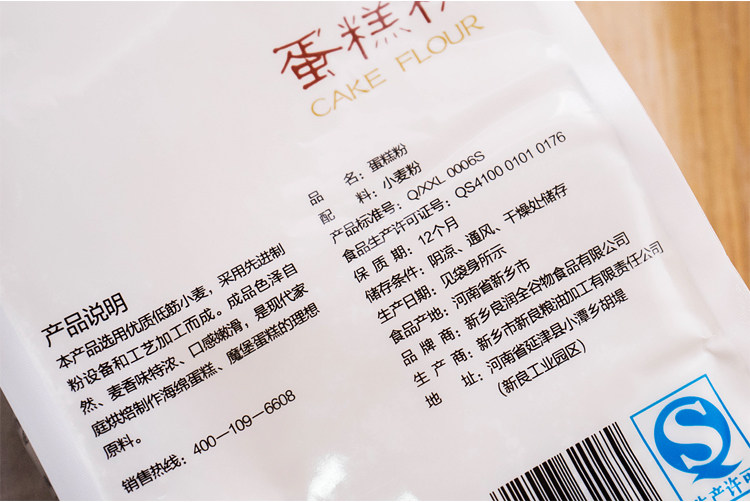 蛋糕粉
CAKE FLOUR
品 名：蛋糕粉
配 料：小麦粉
产品标准号：Q/XXL 0006S
食品生产许可证号：QS4100 0101 0176
保 质 期：12个月
储存条件：阴凉、通风、干燥处储存
生产日期：见袋身所示
食品产地：河南省新乡市
品 牌 商：新乡良润全谷物食品有限公司
生 产 商：新乡市新良粮油加工有限责任公司
地 址：河南省延津县小潭乡胡堤
（新良工业园区）
产品说明
本产品选用优质低筋小麦，采用先进制
粉设备和工艺加工而成。成品色泽自
然、麦香味特浓、口感嫩滑，是现代家
庭烘焙制作海绵蛋糕、魔堡蛋糕的理想
原料。
销售热线：400—109—6608
生产许可